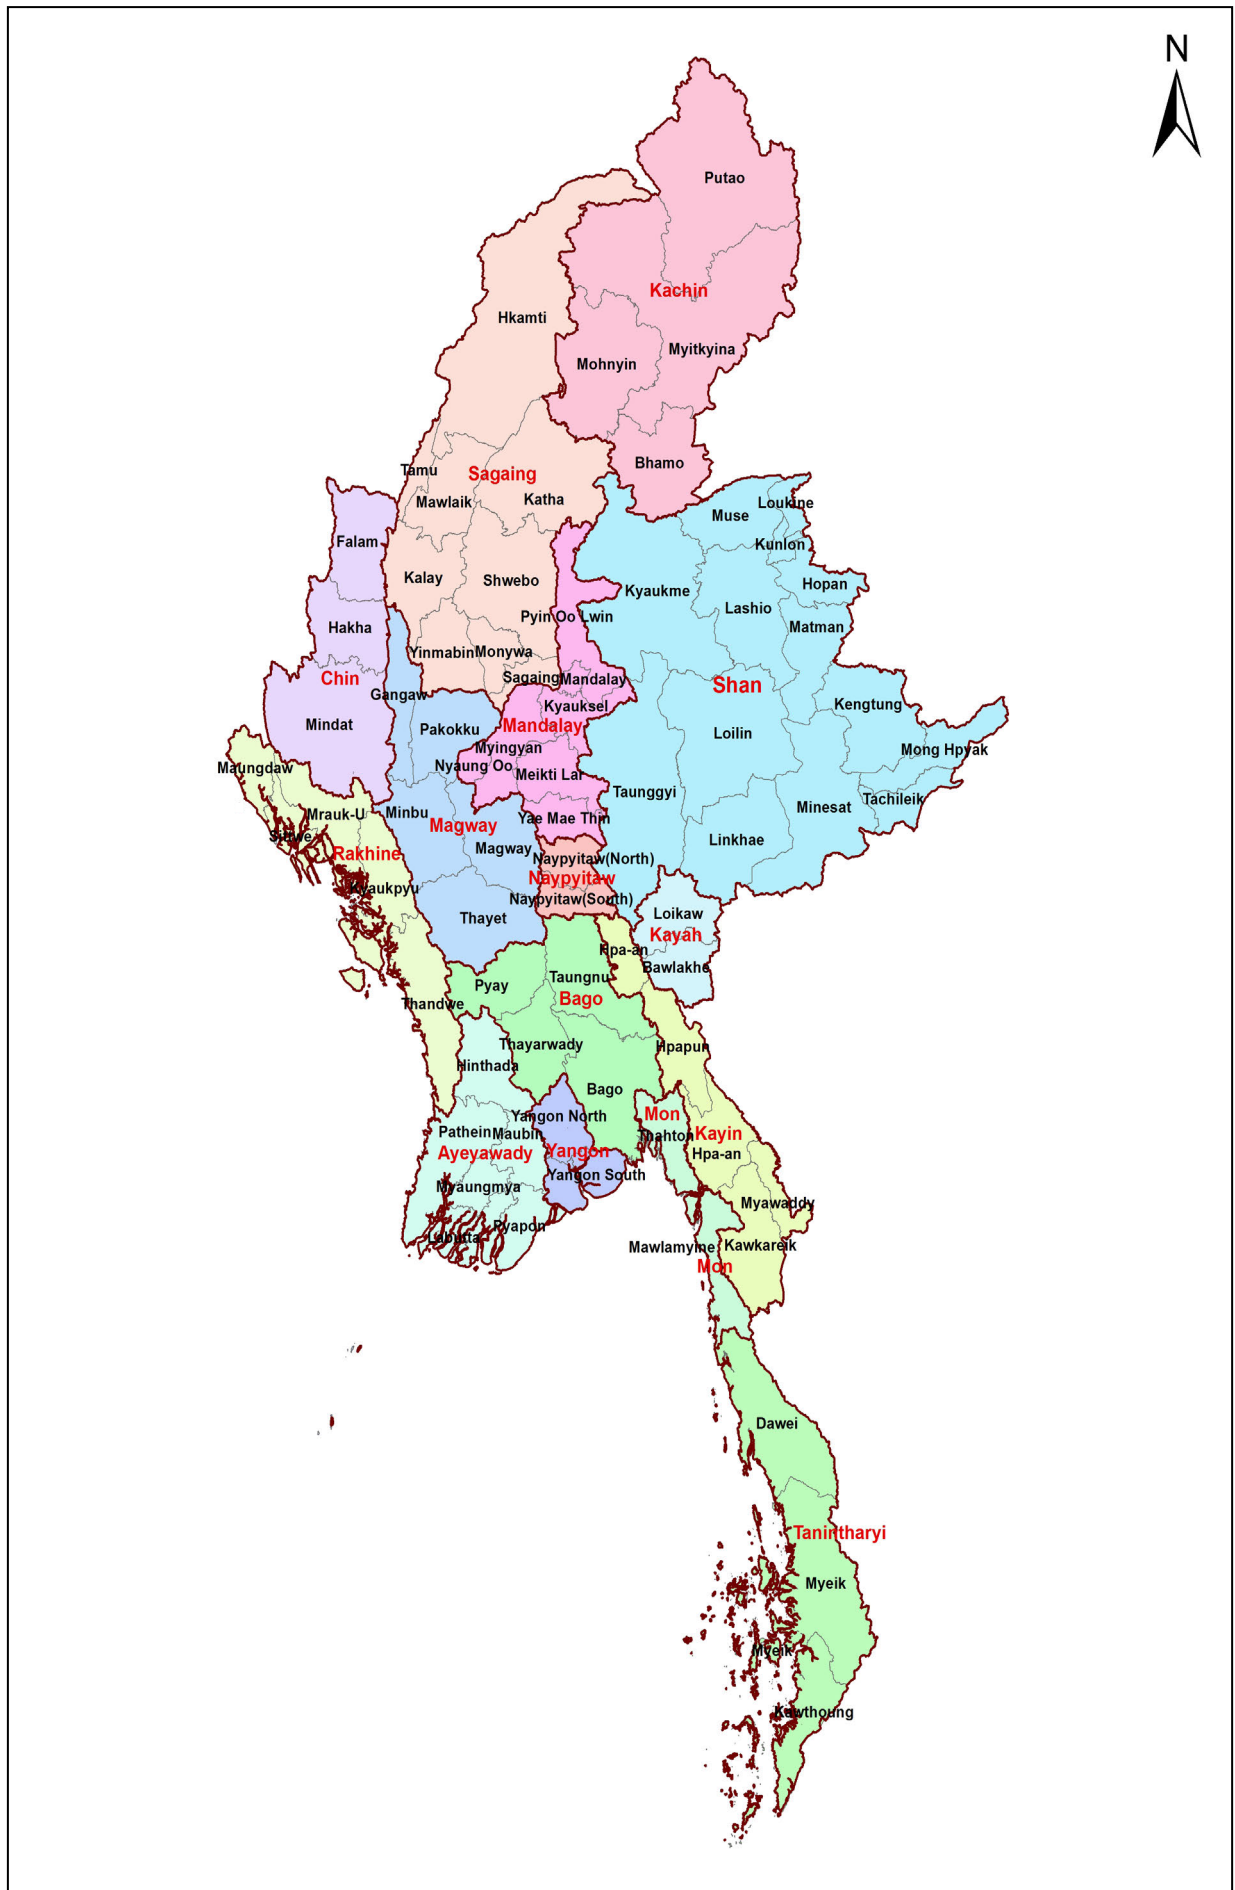 N
Putao
Kachin
Hkamti
Myitkyina
Mohnyin
Bhamo
Tamu
Sagaing
Mawlaik
Katha
Loukine
Muse
Falam
Kunlon
Kalay
Shwebo
Hopan
Kyaukme
Lashio
Pyin Oo Lwin
Hakha
Matman
Yinmabin
Monywa
Chin
Sagaing
Mandalay
Shan
Gangaw
Kyauksel
Kengtung
Mindat
Pakokku
Mandalay
Loilin
Myingyan
Mong Hpyak
Maungdaw
Nyaung Oo
Meikti Lar
Taunggyi
Tachileik
Minesat
Mrauk-U
Minbu
Yae Mae Thin
Magway
Sittwe
Linkhae
Magway
Rakhine
Naypyitaw(North)
Naypyitaw
Kyaukpyu
Naypyitaw(South)
Thayet
Loikaw
Kayah
Hpa-an
Bawlakhe
Taungnu
Pyay
Bago
Thandwe
Thayarwady
Hpapun
Hinthada
Bago
Yangon North
Mon
Pathein
Maubin
Thahton
Kayin
Ayeyawady
Yangon
Hpa-an
Yangon South
Myaungmya
Myawaddy
Pyapon
Labutta
Mawlamyine
Kawkareik
Mon
Dawei
Tanintharyi
Myeik
Myeik
Kawthoung